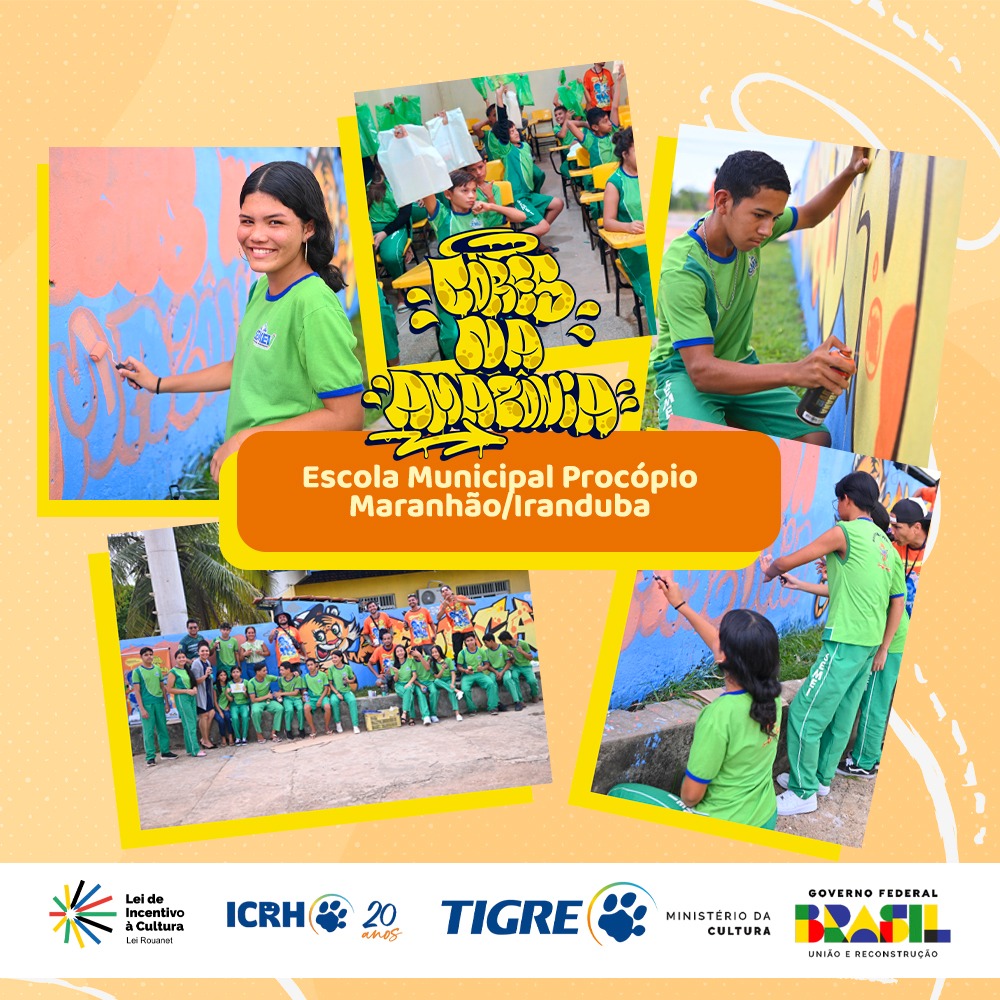 CORES
NA
AMAZÔNIA
Escola Municipal Procópio
Maranhão/Iranduba
SEMEI
Lei de
Incentivo
à Cultura
Lei Rouanet
ICRH
20
anos
TIGRE
MINISTÉRIO DA
CULTURA
GOVERNO FEDERAL
BRASIL
UNIÃO E RECONSTRUÇÃO